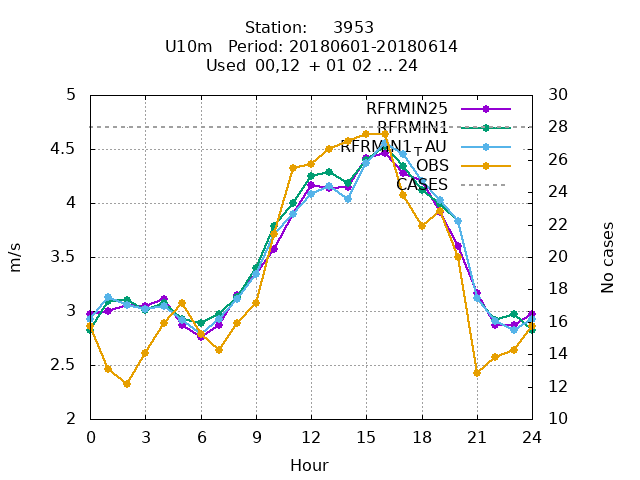 Station: 3953
U10m Period: 20180601-20180614
Used 00,12 + 01 02 ... 24
RFRMIN25
RFRMIN1
RFRMIN1_TAU
OBS
CASES
m/s
5
4.5
4
3.5
3
2.5
2
No cases
30
28
26
24
22
20
18
16
14
12
10
0 3 6 9 12 15 18 21 24
Hour